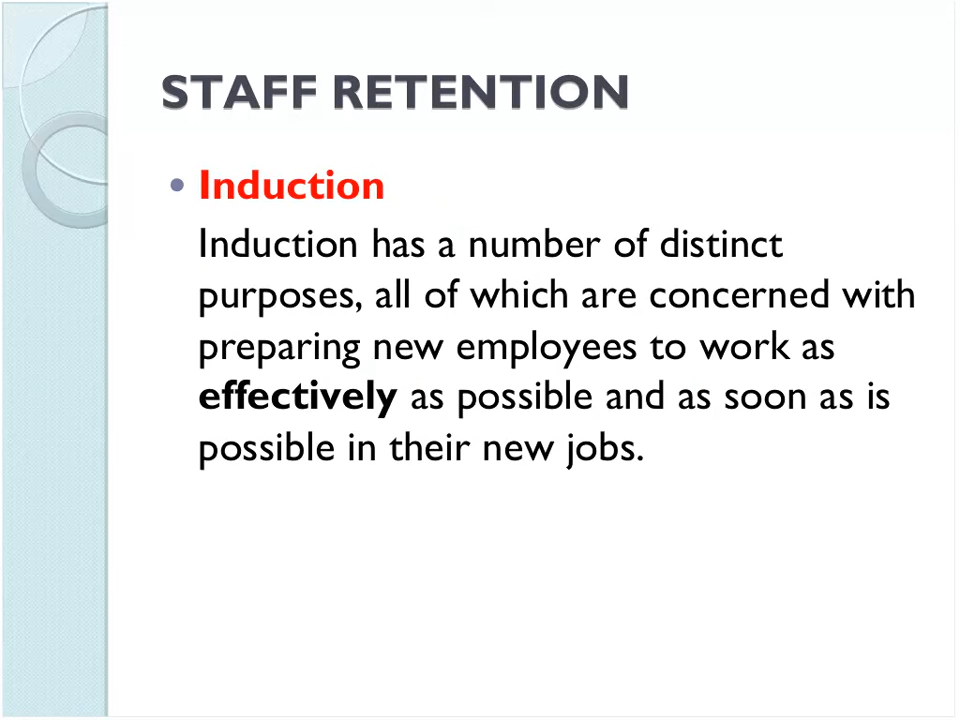 STAFF RETENTION
• Induction
Induction has a number of distinct
purposes, all of which are concerned with
preparing new employees to work as
effectively as possible and as soon as is
possible in their new jobs.